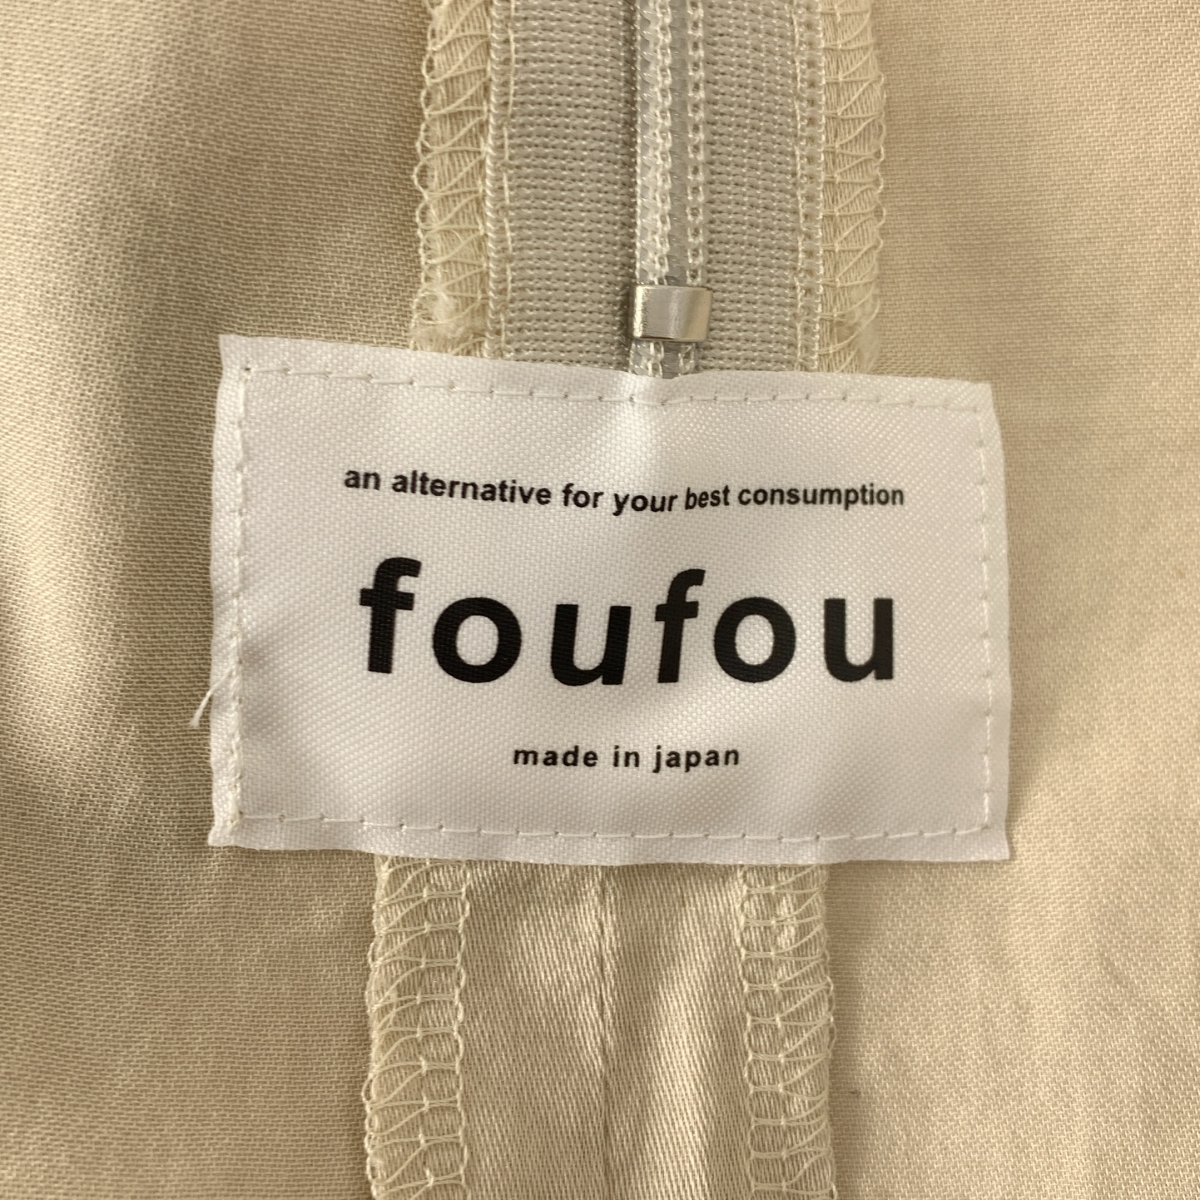 an alternative for your best consumption
foufou
made in japan